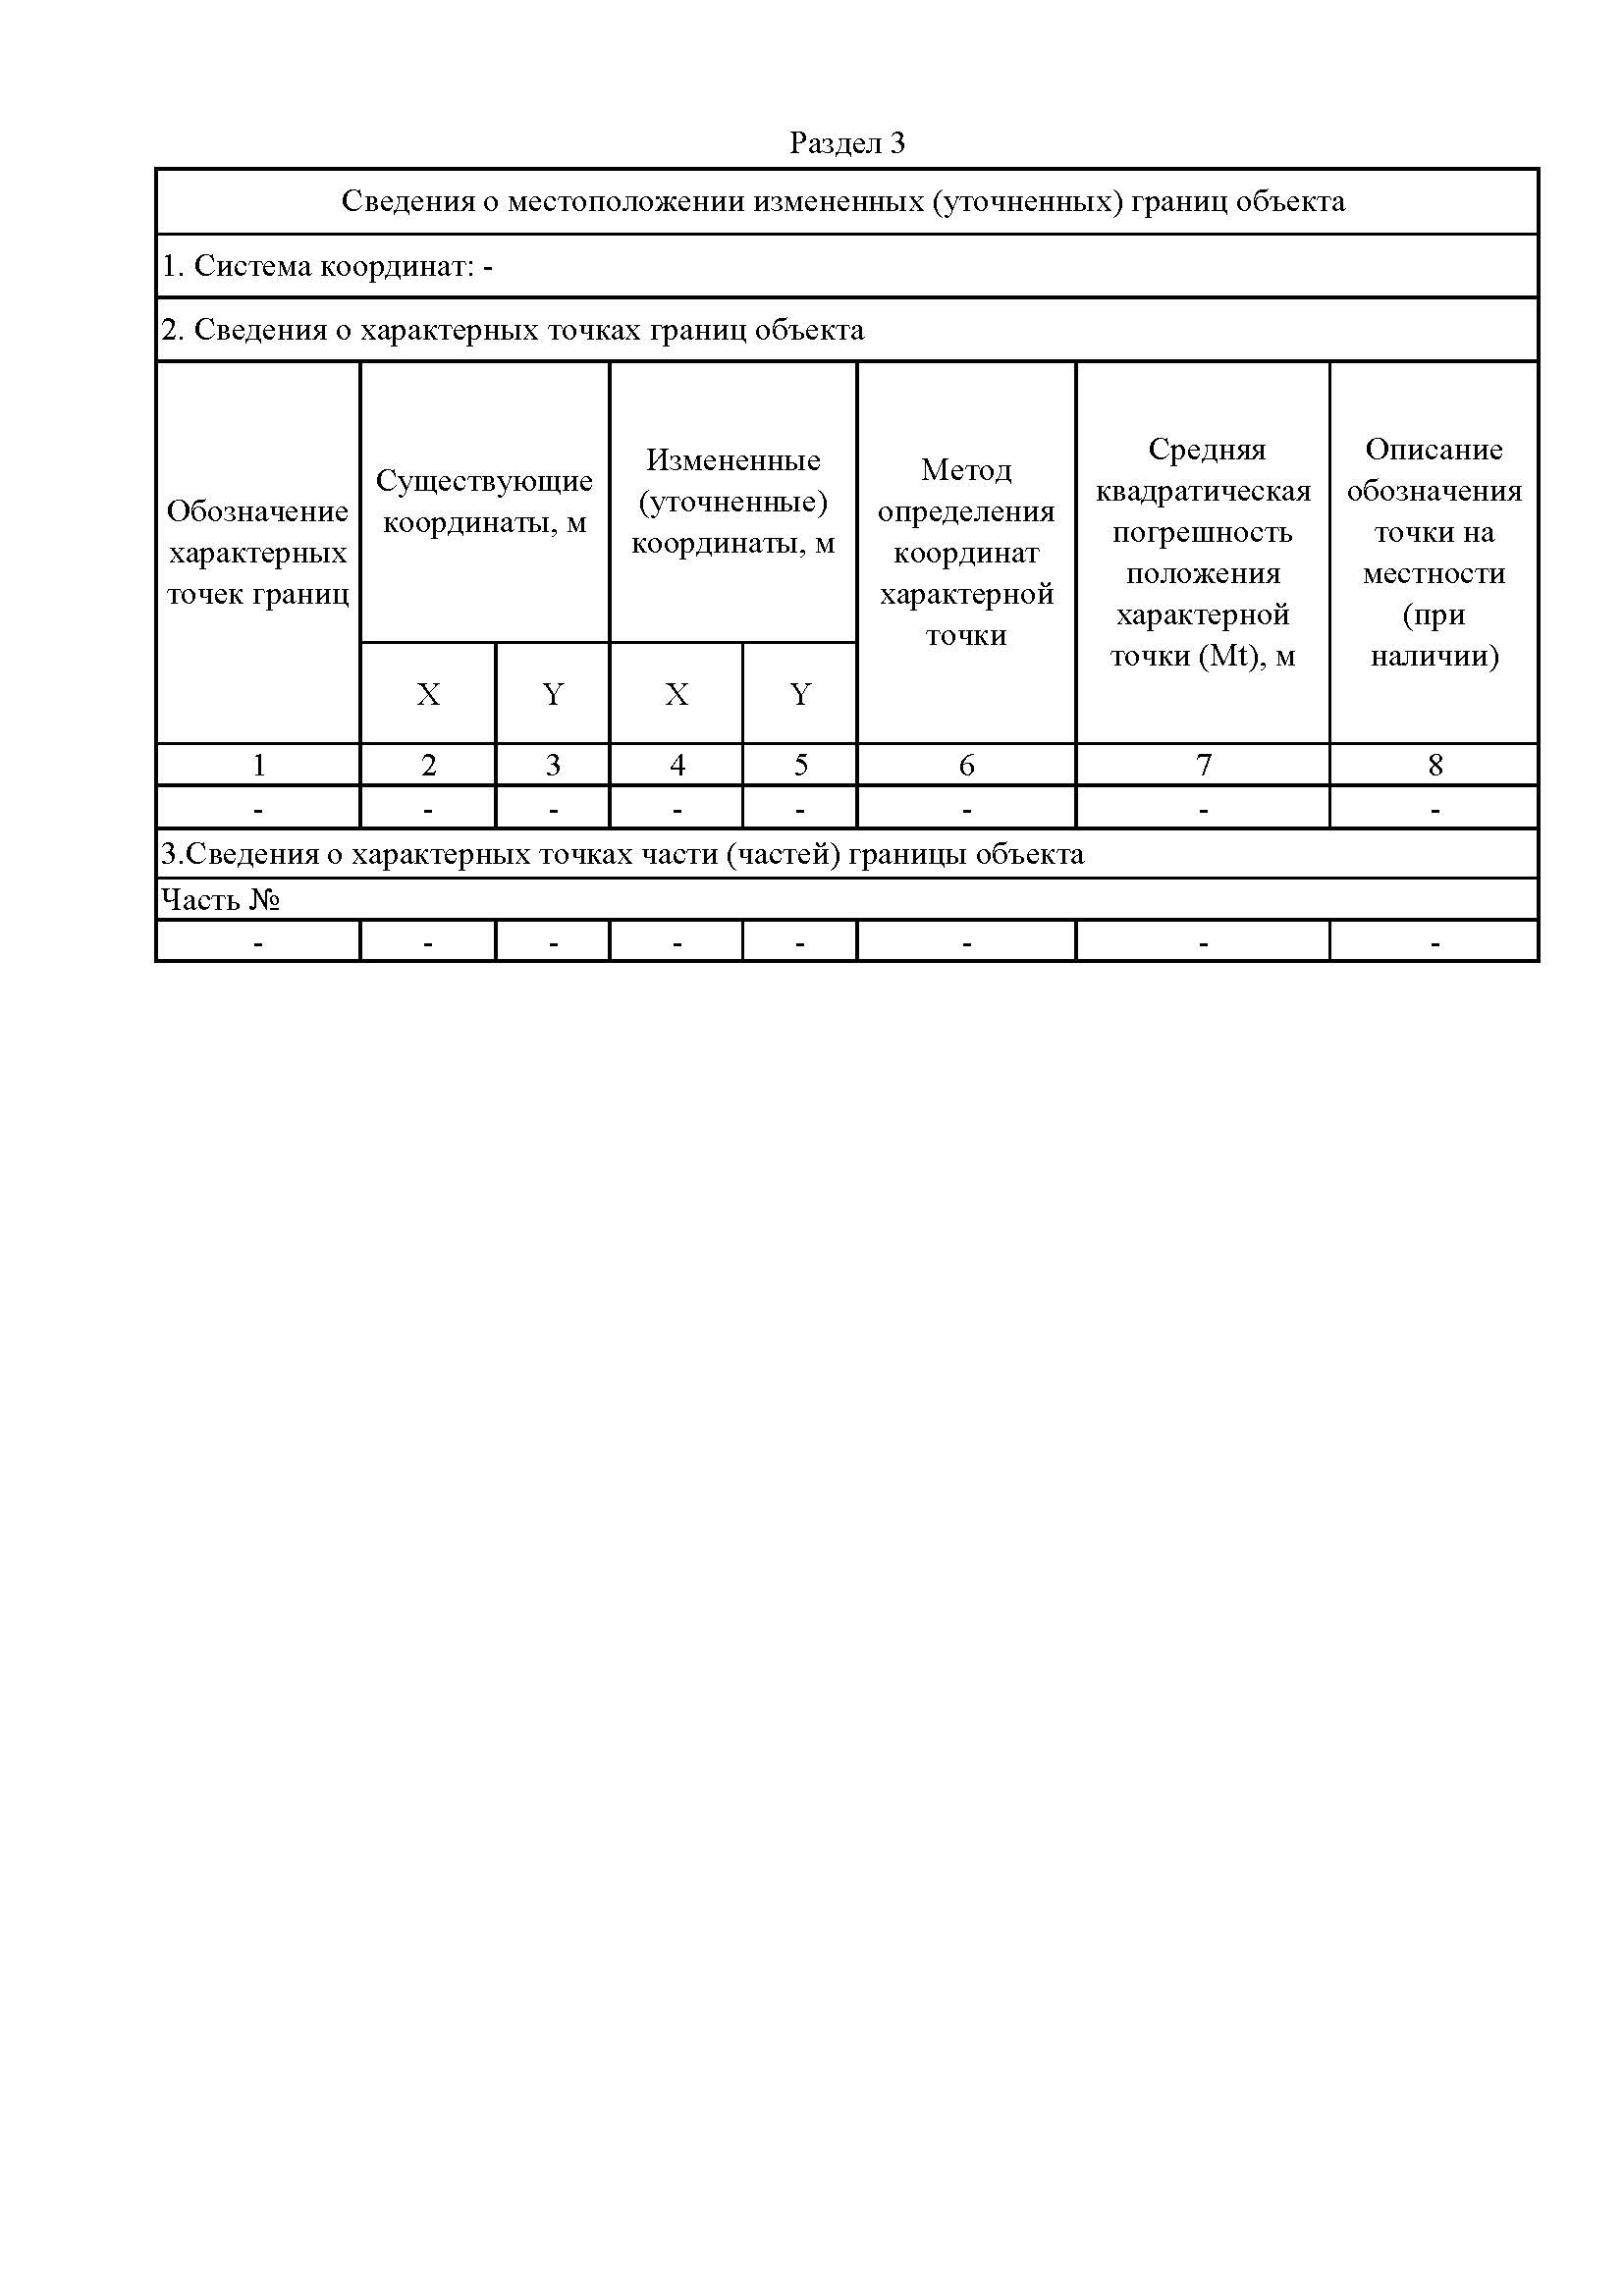 Раздел 3
Сведения о местоположении измененных (уточненных) границ объекта
1. Система координат: -
2. Сведения о характерных точках границ объекта
Обозначение
характерных
точек границ
Существующие
координаты, м
Измененные
(уточненные)
координаты, м
Метод
определения
координат
характерной
точки
Средняя
квадратическая
погрешность
положения
характерной
точки (Mt), м
Описание
обозначения
точки на
местности
(при
наличии)
X Y X Y
1 2 3 4 5 6 7 8
- - - - - - - -
3.Сведения о характерных точках части (частей) границы объекта
Часть №
- - - - - - - -